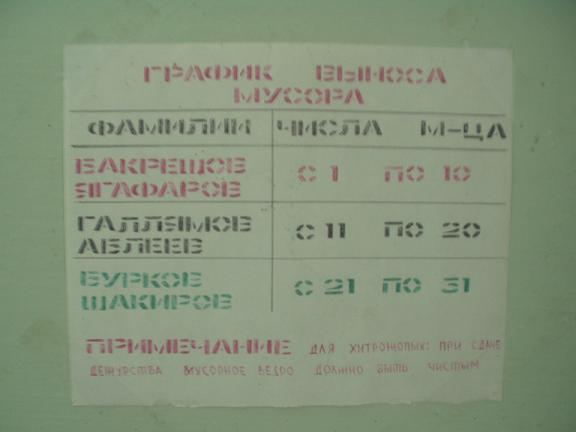 ГРАФИК ВЫНОСА
МУСОРА
ФАМИЛИИ ЧИСЛА М-ЦА
БАКРЕЦОВ С 1 ПО 10
ЯГАФАРОВ
ГАЛЛЯМОВ С 11 ПО 20
АБЛЕЕВ
БУРКОВ С 21 ПО 31
ШАКИРОВ
ПРИМЕЧАНИЕ ДЛЯ ХИТРОЖОПЫХ: ПРИ СДАЧЕ
ДЕЖУРСТВА МУСОРНОЕ ВЕДРО ДОЛЖНО БЫТЬ ЧИСТЫМ